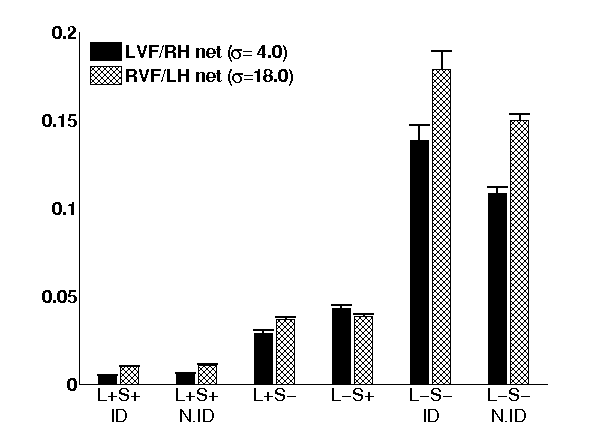 0.2
LVF/RH net (σ= 4.0)
RVF/LH net (σ=18.0)
0.15
0.1
0.05
0
L+S+ L+S+ L+S− L−S+ L−S− L−S−
ID N.ID ID N.ID